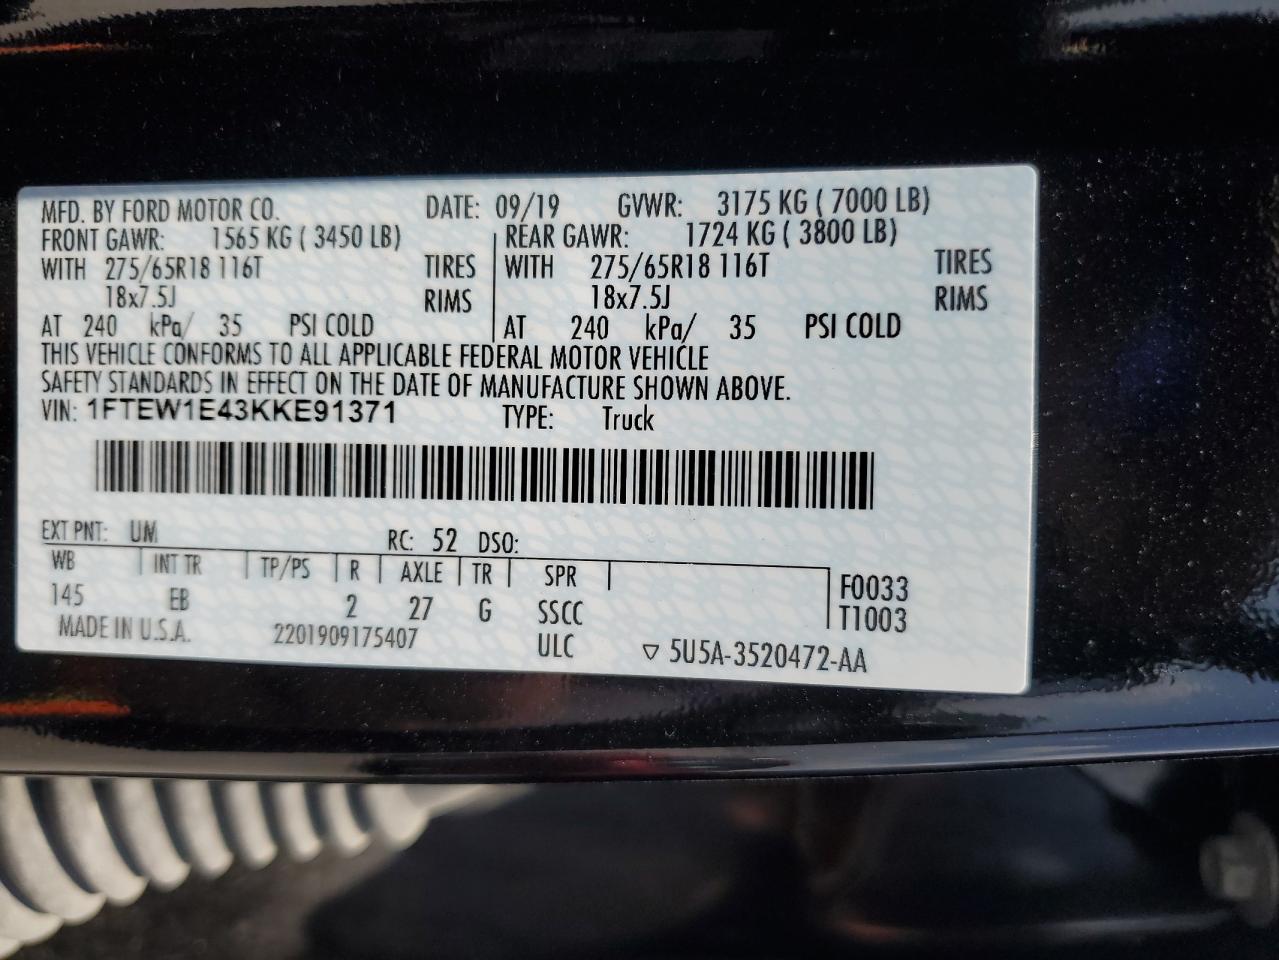 MFD. BY FORD MOTOR CO. DATE: 09/19 GVWR: 3175 KG ( 7000 LB)
FRONT GAWR: 1565 KG ( 3450 LB) REAR GAWR: 1724 KG ( 3800 LB)
WITH 275/65R18 116T TIRES WITH 275/65R18 116T TIRES
18x7.5J RIMS 18x7.5J RIMS
AT 240 kPa/ 35 PSI COLD AT 240 kPa/ 35 PSI COLD
THIS VEHICLE CONFORMS TO ALL APPLICABLE FEDERAL MOTOR VEHICLE
SAFETY STANDARDS IN EFFECT ON THE DATE OF MANUFACTURE SHOWN ABOVE.
VIN: 1FTEW1E43KKE91371 TYPE: Truck
EXT PNT: UM RC: 52 DSO:
WB INT TR TP/PS R AXLE TR SPR F0033
145 EB 2 27 G SSCC T1003
MADE IN U.S.A. 2201909175407 ULC ▽ 5U5A-3520472-AA